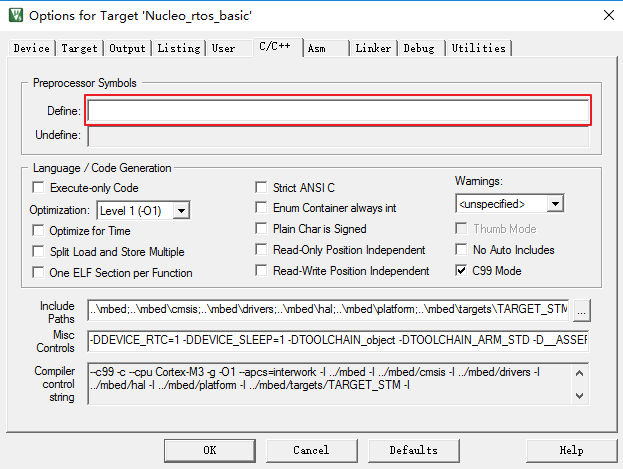 Options for Target 'Nucleo_rtos_basic'
Device Target Output Listing User C/C++ Asm Linker Debug Utilities
Preprocessor Symbols
Define:
Undefine:
Language / Code Generation
Execute-only Code
Optimization: Level 1 (-O1)
Optimize for Time
Split Load and Store Multiple
One ELF Section per Function
Strict ANSI C
Enum Container always int
Plain Char is Signed
Read-Only Position Independent
Read-Write Position Independent
Warnings:
<unspecified>
Thumb Mode
No Auto Includes
C99 Mode
Include Paths
..\mbed;..\mbed\cmsis;..\mbed\drivers;..\mbed\hal;..\mbed\platform;..\mbed\targets\TARGET_STM
...
Misc Controls
-DDEVICE_RTC=1 -DDEVICE_SLEEP=1 -DTOOLCHAIN_object -DTOOLCHAIN_ARM_STD -D__ASSER
Compiler control string
--c99 -c --cpu Cortex-M3 -g -O1 --apcs=interwork -I ../mbed -I ../mbed/cmsis -I ../mbed/drivers -I
../mbed/hal -I ../mbed/platform -I ../mbed/targets/TARGET_STM -I
OK Cancel Defaults Help